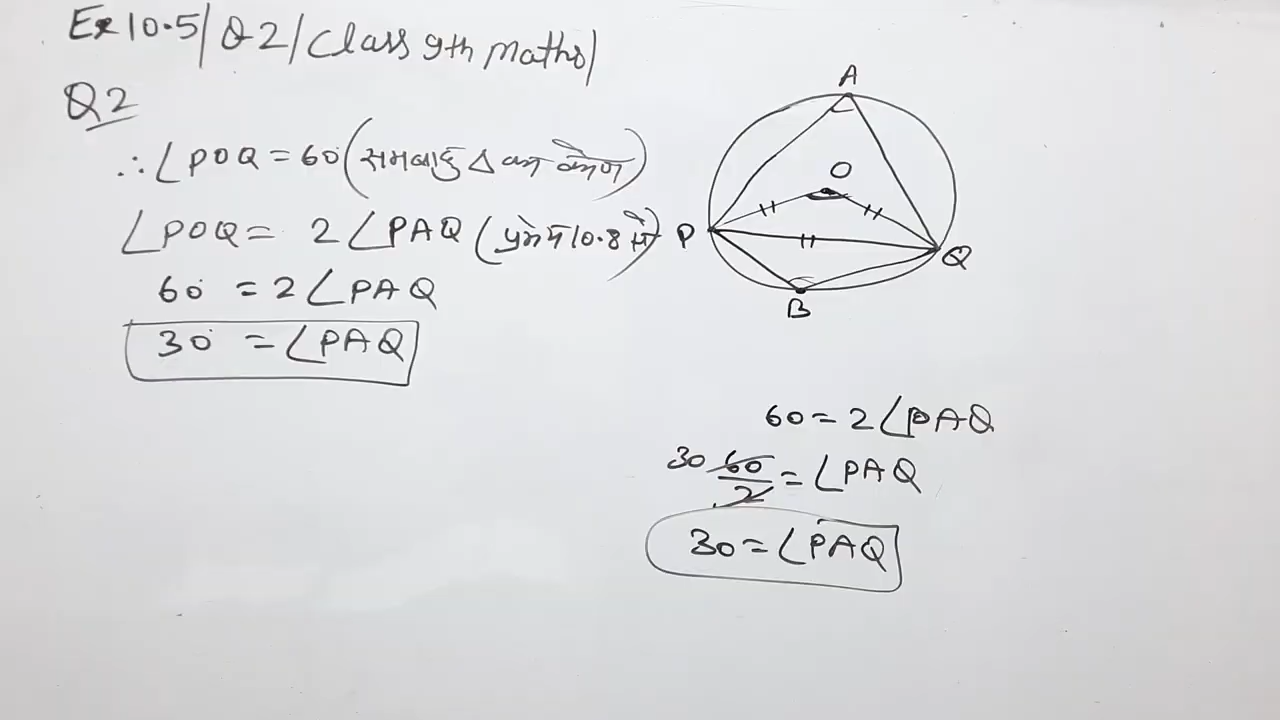 Ex 10.5/Q2/Class 9th maths/
Q2
∴ ∠POQ = 60° (समबाहु Δ का कोण)
∠POQ = 2∠PAQ (प्रमेय 10.8 से)
60° = 2∠PAQ
30° = ∠PAQ
A
O
P
Q
B
60 = 2∠PAQ
30 60/2 = ∠PAQ
30 = ∠PAQ